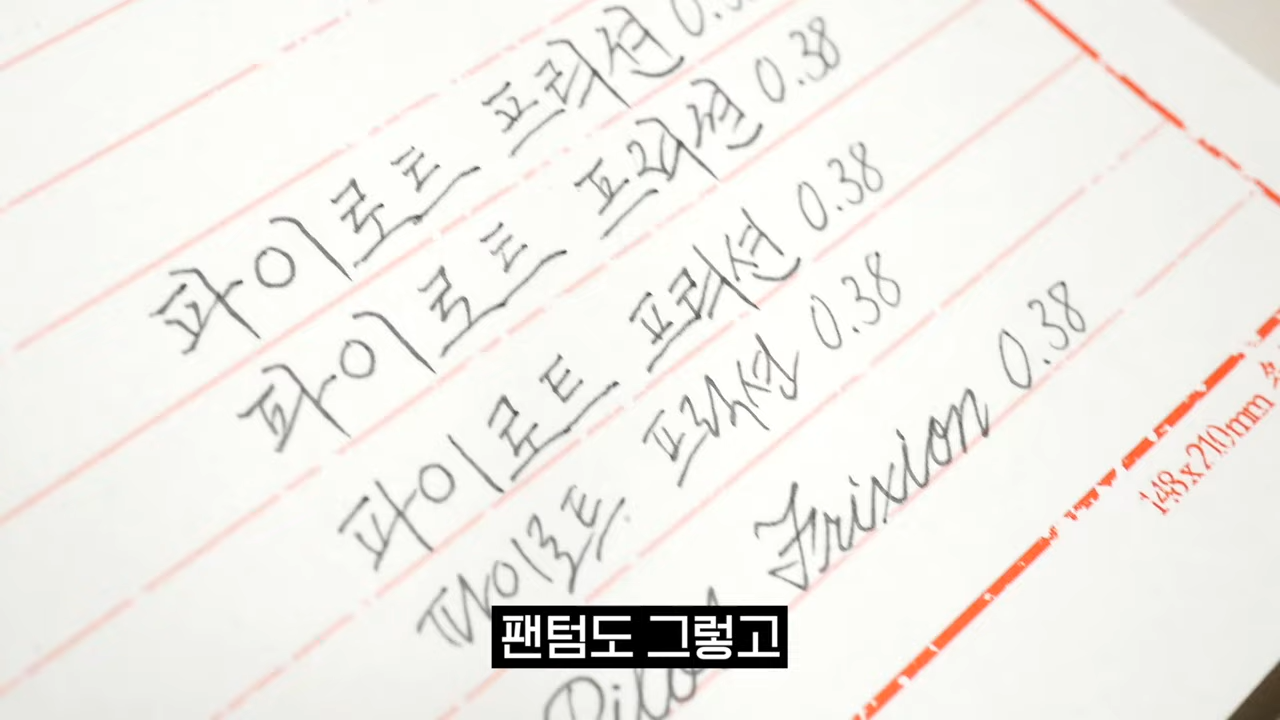 파이로트 프릭션 0.3
파이로트 프릭션 0.38
파이로트 프릭션 0.38
파이로트 프릭션 0.38
Pilot Frixion 0.38
148x210mm
팬텀도 그렇고